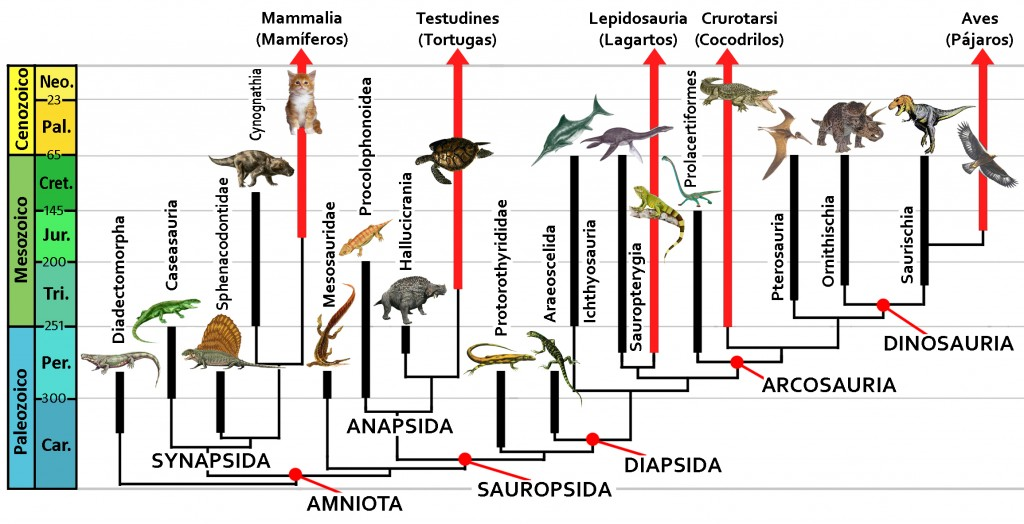 Mammalia
(Mamíferos)
Testudines
(Tortugas)
Lepidosauria
(Lagartos)
Crurotarsi
(Cocodrilos)
Aves
(Pájaros)
Cenozoico
Neo.
23
Pal.
65
Mesozoico
Cret.
145
Jur.
200
Tri.
251
Paleozoico
Per.
300
Car.
Diadectomorpha
Caseasauria
Sphenacodontidae
Cynognathia
Mesosauridae
Procolophonoidea
Hallucicrania
Protorothyrididae
Araeoscelida
Ichthyosauria
Sauropterygia
Prolacertiformes
Pterosauria
Ornithischia
Saurischia
DINOSAURIA
ARCOSAURIA
ANAPSIDA
SYNAPSIDA
DIAPSIDA
SAUROPSIDA
AMNIOTA